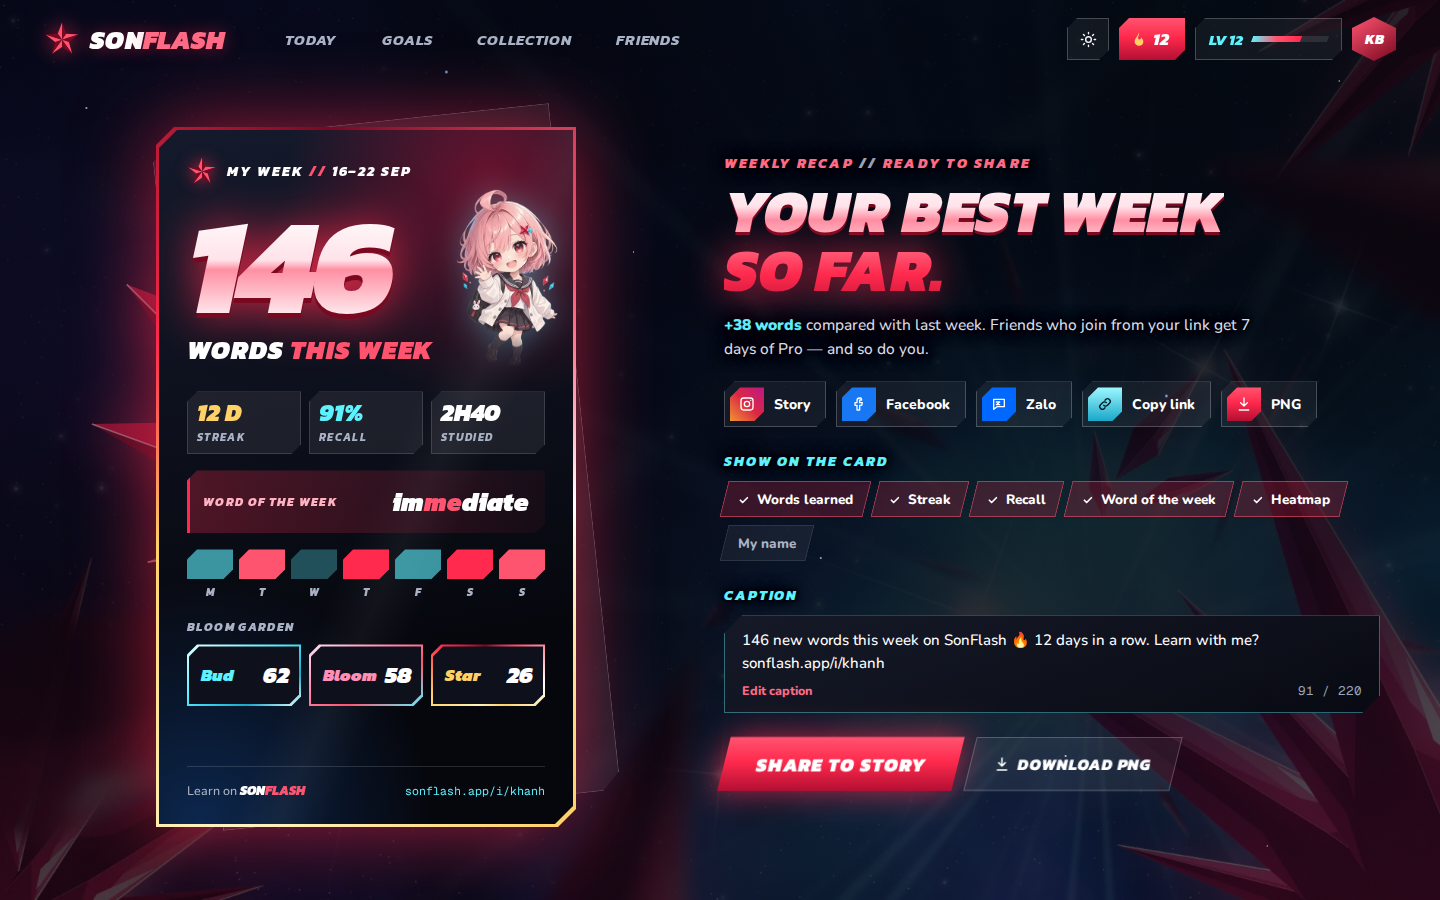 SONFLASH
TODAY
GOALS
COLLECTION
FRIENDS
12
LV 12
KB
MY WEEK // 16–22 SEP
146
WORDS THIS WEEK
12 D
STREAK
91%
RECALL
2H40
STUDIED
WORD OF THE WEEK
immediate
M T W T F S S
BLOOM GARDEN
Bud 62
Bloom 58
Star 26
Learn on SONFLASH
sonflash.app/i/khanh
WEEKLY RECAP // READY TO SHARE
YOUR BEST WEEK
SO FAR.
+38 words compared with last week. Friends who join from your link get 7
days of Pro — and so do you.
Story
Facebook
Zalo
Copy link
PNG
SHOW ON THE CARD
Words learned
Streak
Recall
Word of the week
Heatmap
My name
CAPTION
146 new words this week on SonFlash 🔥 12 days in a row. Learn with me?
sonflash.app/i/khanh
Edit caption
91 / 220
SHARE TO STORY
DOWNLOAD PNG